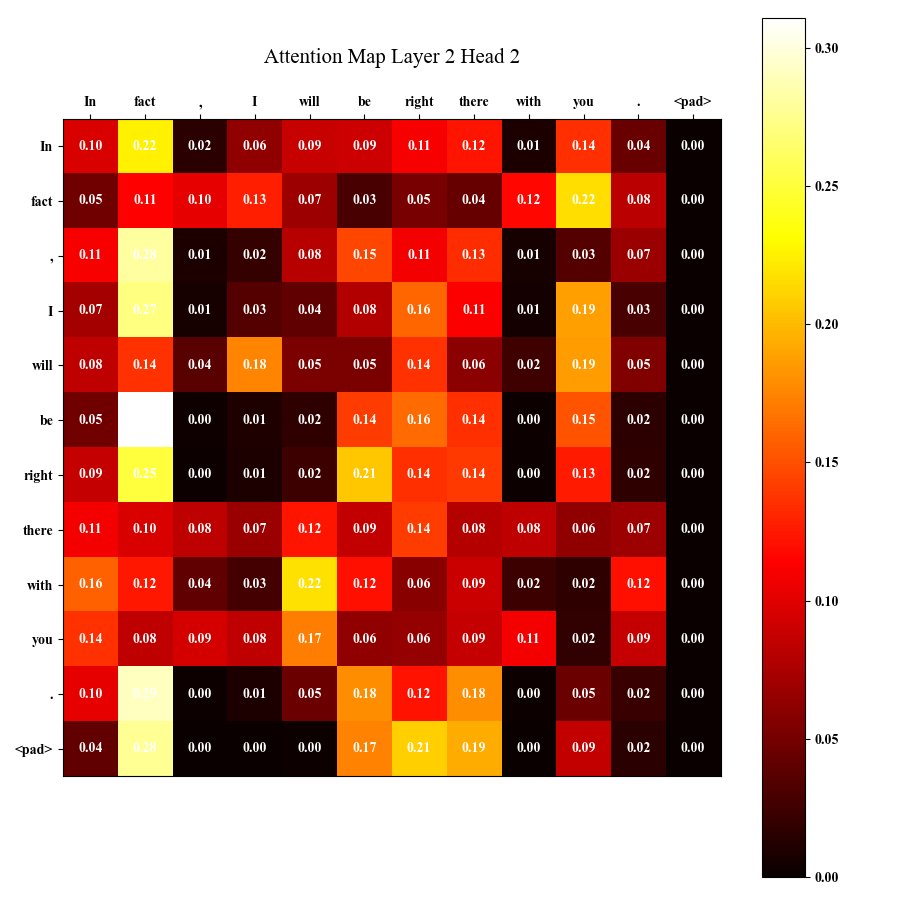 Attention Map Layer 2 Head 2
In fact , I will be right there with you . <pad>
In 0.10 0.22 0.02 0.06 0.09 0.09 0.11 0.12 0.01 0.14 0.04 0.00
fact 0.05 0.11 0.10 0.13 0.07 0.03 0.05 0.04 0.12 0.22 0.08 0.00
, 0.11 0.28 0.01 0.02 0.08 0.15 0.11 0.13 0.01 0.03 0.07 0.00
I 0.07 0.27 0.01 0.03 0.04 0.08 0.16 0.11 0.01 0.19 0.03 0.00
will 0.08 0.14 0.04 0.18 0.05 0.05 0.14 0.06 0.02 0.19 0.05 0.00
be 0.05 0.00 0.01 0.02 0.14 0.16 0.14 0.00 0.15 0.02 0.00
right 0.09 0.25 0.00 0.01 0.02 0.21 0.14 0.14 0.00 0.13 0.02 0.00
there 0.11 0.10 0.08 0.07 0.12 0.09 0.14 0.08 0.08 0.06 0.07 0.00
with 0.16 0.12 0.04 0.03 0.22 0.12 0.06 0.09 0.02 0.02 0.12 0.00
you 0.14 0.08 0.09 0.08 0.17 0.06 0.06 0.09 0.11 0.02 0.09 0.00
. 0.10 0.00 0.01 0.05 0.18 0.12 0.18 0.00 0.05 0.02 0.00
<pad> 0.04 0.28 0.00 0.00 0.00 0.17 0.21 0.19 0.00 0.09 0.02 0.00
0.30
0.25
0.20
0.15
0.10
0.05
0.00